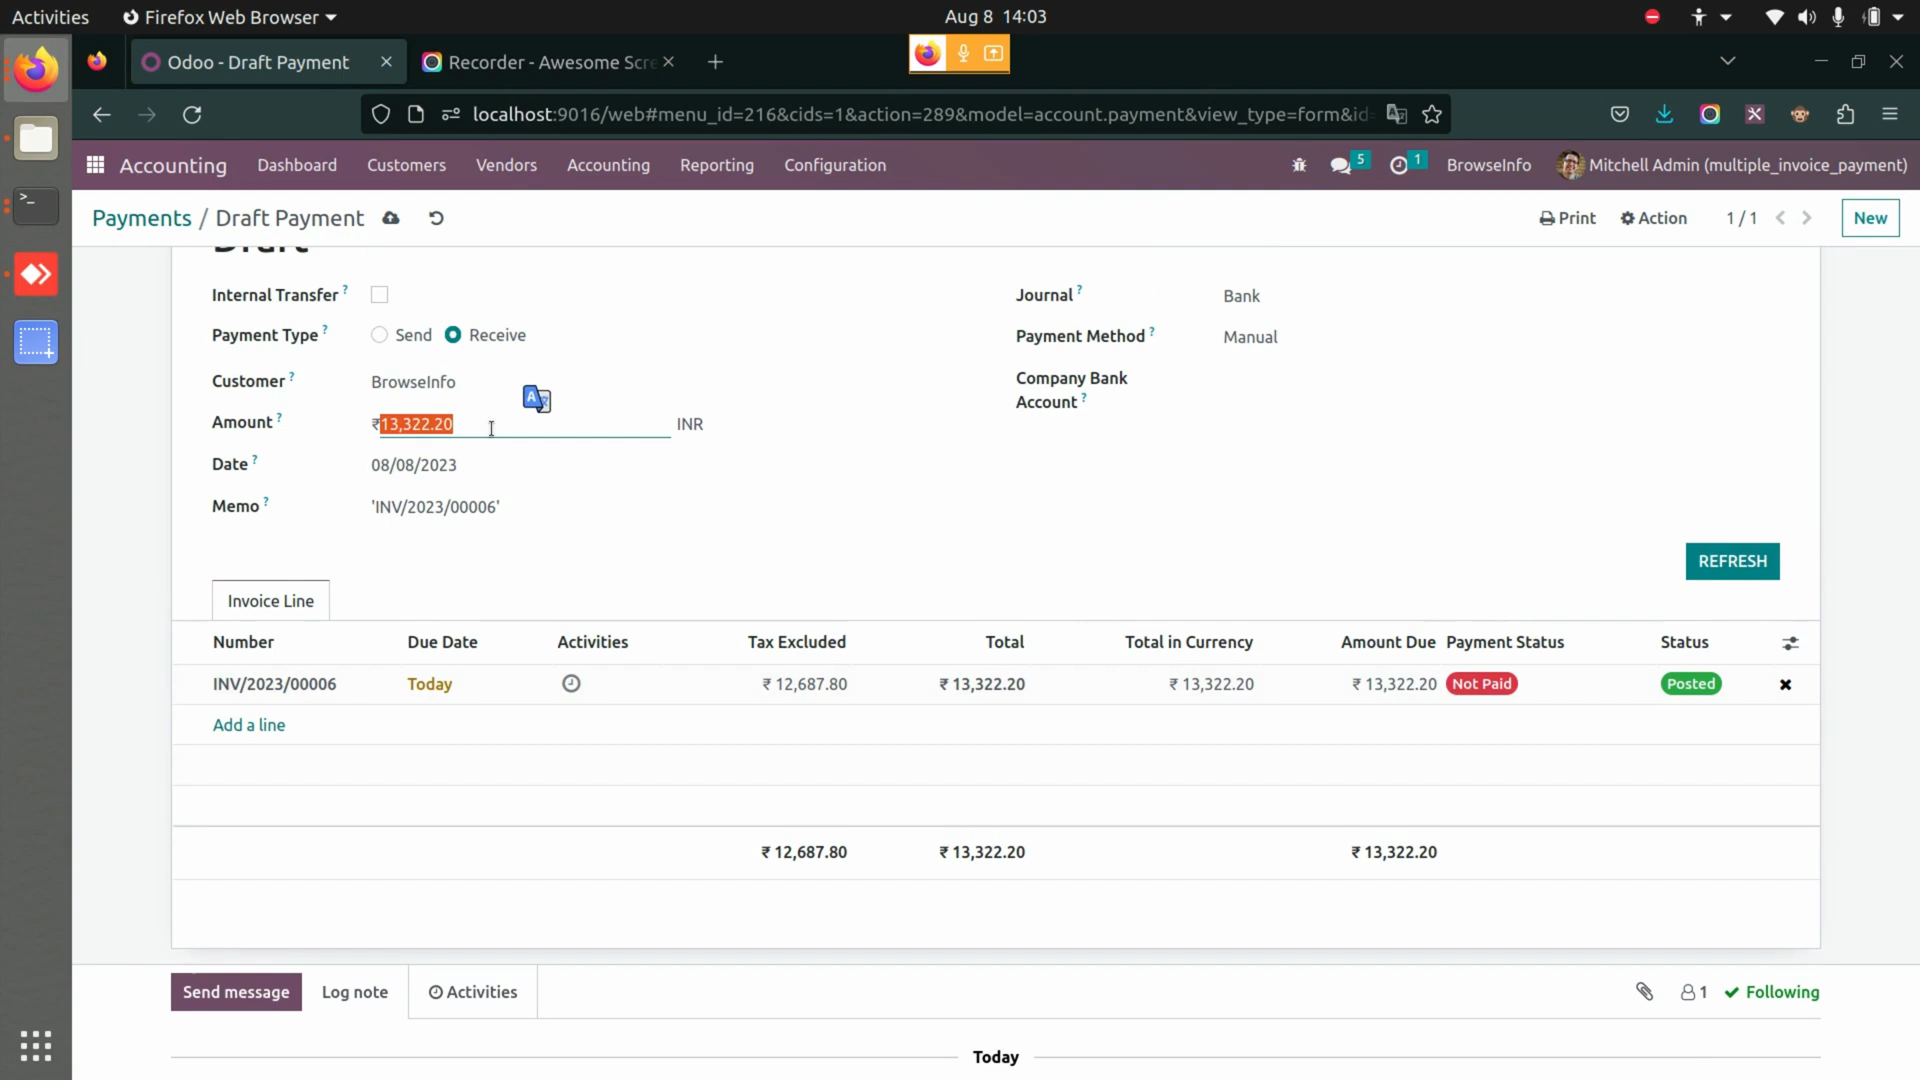 Activities
Firefox Web Browser
Aug 8 14:03
Odoo - Draft Payment
Recorder - Awesome Scre
localhost:9016/web#menu_id=216&cids=1&action=289&model=account.payment&view_type=form&id=
Accounting
Dashboard
Customers
Vendors
Accounting
Reporting
Configuration
5
1
BrowseInfo
Mitchell Admin (multiple_invoice_payment)
Payments / Draft Payment
Print
Action
1 / 1
New
Draft
Internal Transfer ?
Journal ?
Bank
Payment Type ?
Send
Receive
Payment Method ?
Manual
Customer ?
BrowseInfo
Company Bank
Account ?
Amount ?
₹13,322.20
INR
Date ?
08/08/2023
Memo ?
'INV/2023/00006'
REFRESH
Invoice Line
Number
Due Date
Activities
Tax Excluded
Total
Total in Currency
Amount Due
Payment Status
Status
INV/2023/00006
Today
₹ 12,687.80
₹ 13,322.20
₹ 13,322.20
₹ 13,322.20
Not Paid
Posted
Add a line
₹ 12,687.80
₹ 13,322.20
₹ 13,322.20
Send message
Log note
Activities
1
Following
Today